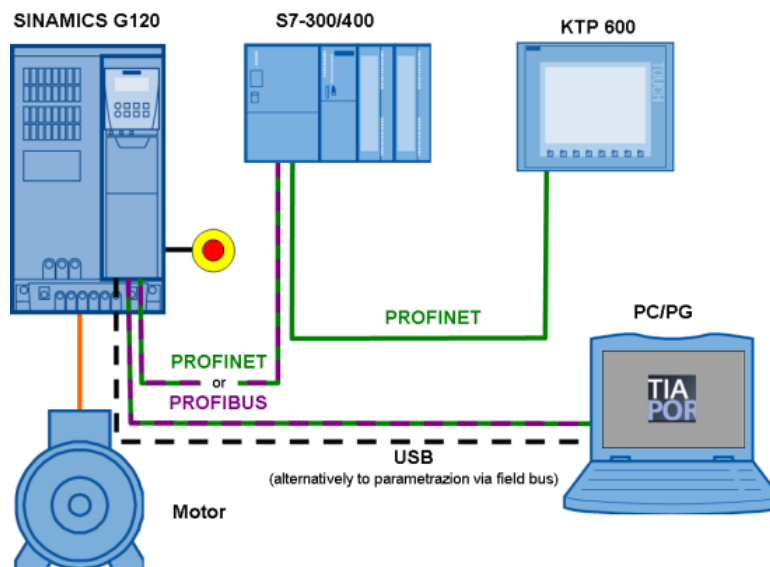 SINAMICS G120
S7-300/400
KTP 600
TOUCH
PROFINET
PC/PG
PROFINET
or
PROFIBUS
TIA
POR
USB
(alternatively to parametrazion via field bus)
Motor